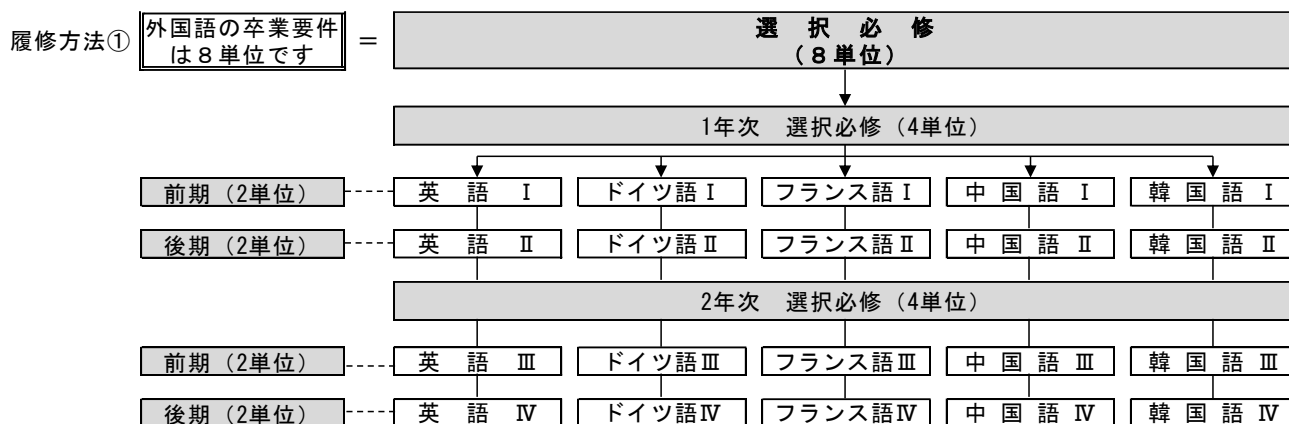 履修方法① 外国語の卒業要件
は8単位です ＝ 選 択 必 修
(8単位)
1年次 選択必修(4単位)
前期(2単位) 英 語 Ⅰ ドイツ語Ⅰ フランス語Ⅰ 中 国 語 Ⅰ 韓 国 語 Ⅰ
後期(2単位) 英 語 Ⅱ ドイツ語Ⅱ フランス語Ⅱ 中 国 語 Ⅱ 韓 国 語 Ⅱ
2年次 選択必修(4単位)
前期(2単位) 英 語 Ⅲ ドイツ語Ⅲ フランス語Ⅲ 中 国 語 Ⅲ 韓 国 語 Ⅲ
後期(2単位) 英 語 Ⅳ ドイツ語Ⅳ フランス語Ⅳ 中 国 語 Ⅳ 韓 国 語 Ⅳ